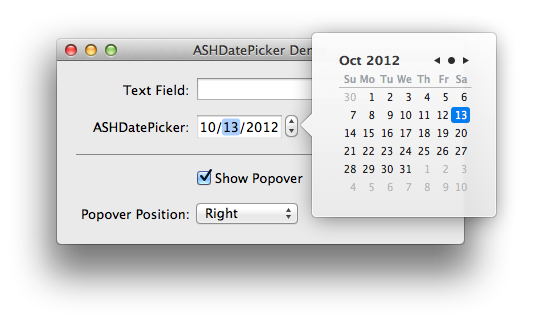 ASHDatePicker De
Text Field:
ASHDatePicker: 10/13/2012
Show Popover
Popover Position: Right
Oct 2012
Su Mo Tu We Th Fr Sa
30 1 2 3 4 5 6
7 8 9 10 11 12 13
14 15 16 17 18 19 20
21 22 23 24 25 26 27
28 29 30 31 1 2 3
4 5 6 7 8 9 10